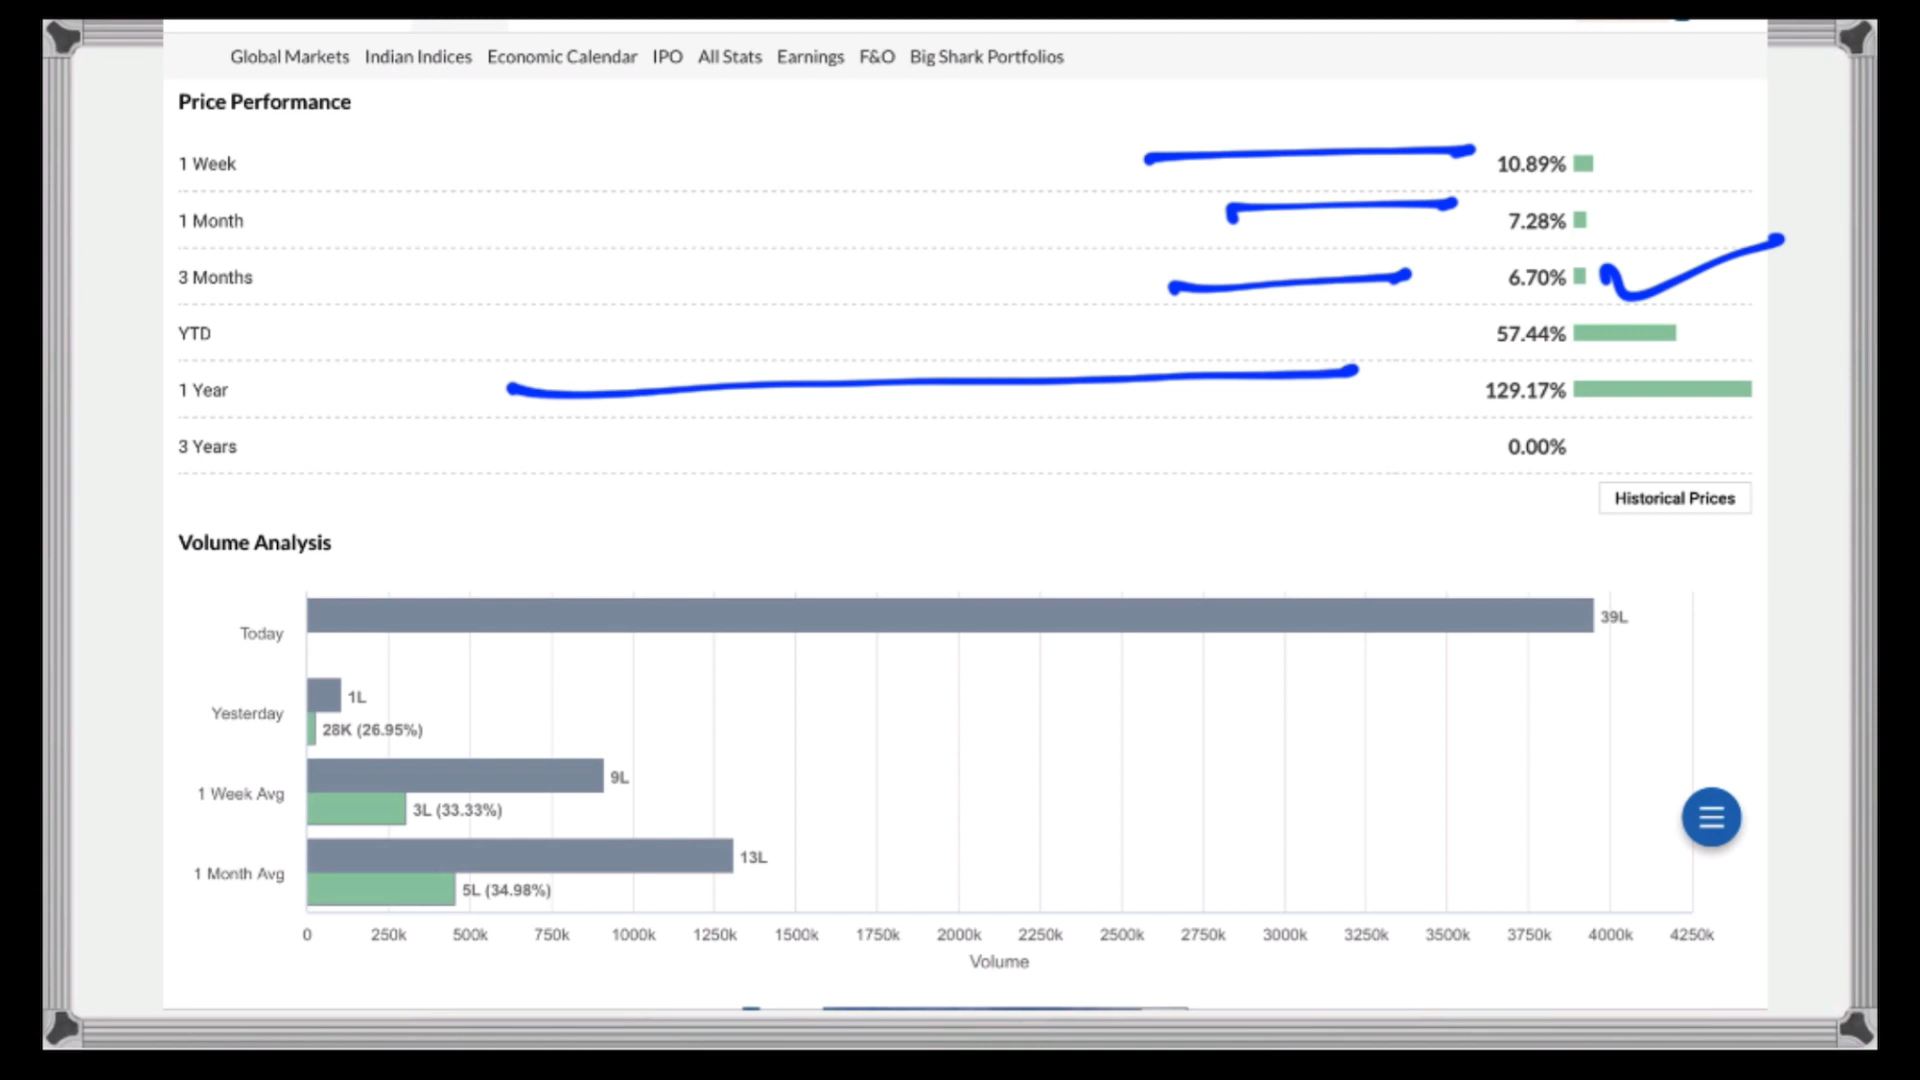 Global Markets Indian Indices Economic Calendar IPO All Stats Earnings F&O Big Shark Portfolios
Price Performance
1 Week 10.89%
1 Month 7.28%
3 Months 6.70%
YTD 57.44%
1 Year 129.17%
3 Years 0.00%
Historical Prices
Volume Analysis
Today 39L
Yesterday 1L
28K (26.95%)
1 Week Avg 9L
3L (33.33%)
1 Month Avg 13L
5L (34.98%)
0 250k 500k 750k 1000k 1250k 1500k 1750k 2000k 2250k 2500k 2750k 3000k 3250k 3500k 3750k 4000k 4250k
Volume